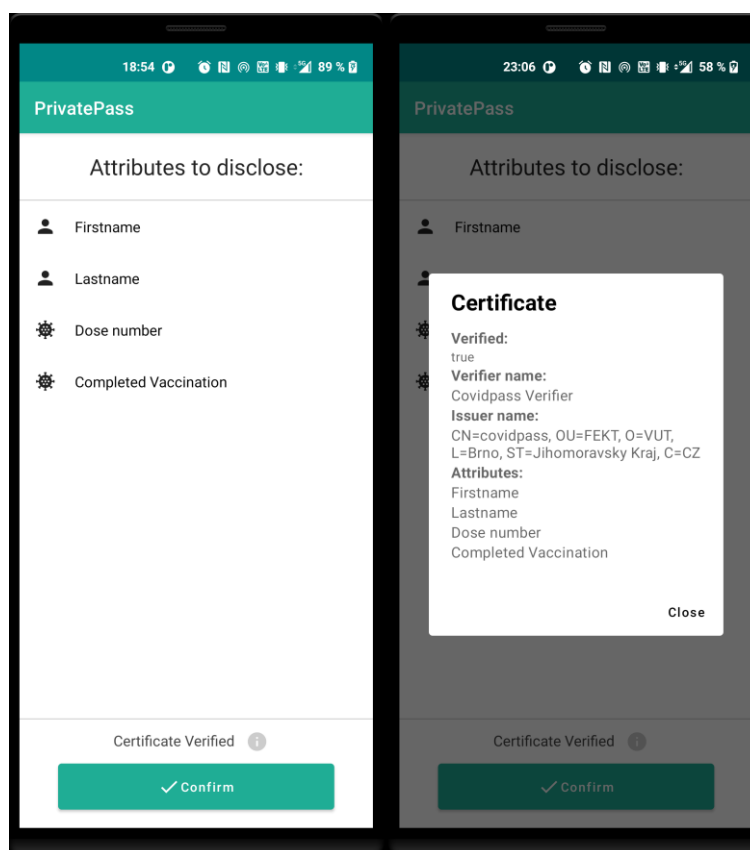 18:54 89 %
PrivatePass
Attributes to disclose:
Firstname
Lastname
Dose number
Completed Vaccination
Certificate Verified
Confirm
23:06 58 %
PrivatePass
Attributes to disclose:
Firstname
Certificate
Verified:
true
Verifier name:
Covidpass Verifier
Issuer name:
CN=covidpass, OU=FEKT, O=VUT,
L=Brno, ST=Jihomoravsky Kraj, C=CZ
Attributes:
Firstname
Lastname
Dose number
Completed Vaccination
Close
Certificate Verified
Confirm